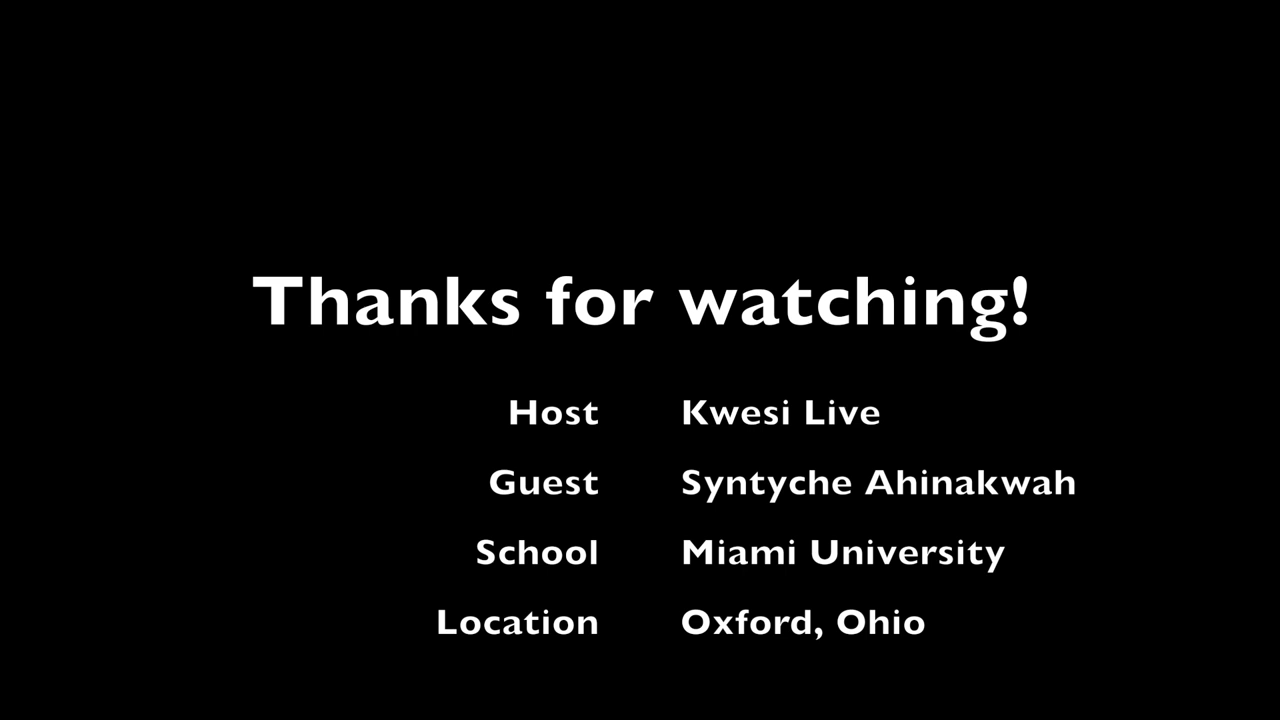 Thanks for watching!
Host Kwesi Live
Guest Syntyche Ahinakwah
School Miami University
Location Oxford, Ohio